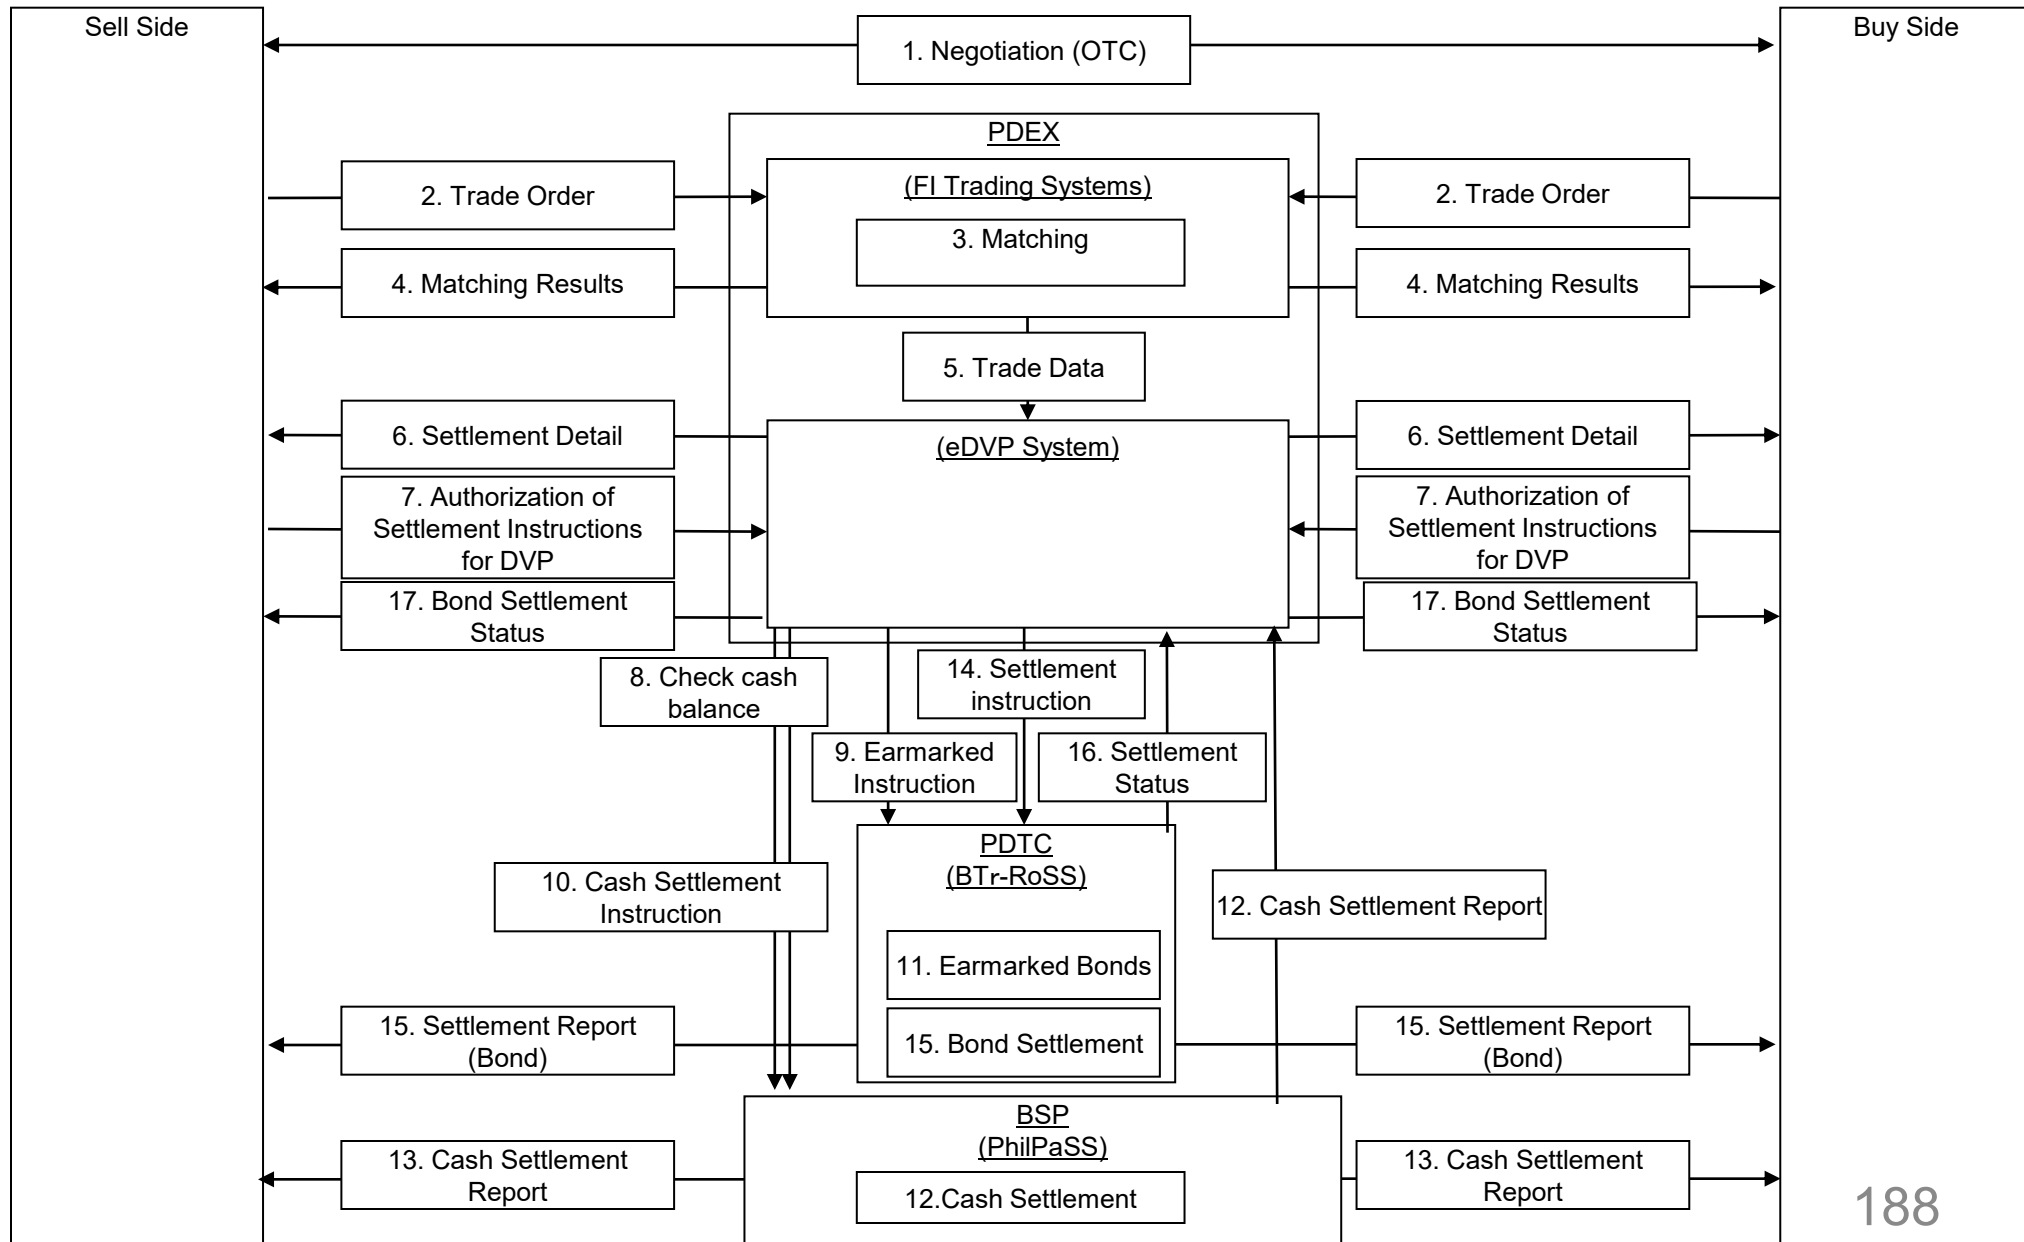 Sell Side
1. Negotiation (OTC)
Buy Side
PDEX
2. Trade Order
(FI Trading Systems)
3. Matching
2. Trade Order
4. Matching Results
4. Matching Results
5. Trade Data
6. Settlement Detail
(eDVP System)
6. Settlement Detail
7. Authorization of
Settlement Instructions
for DVP
7. Authorization of
Settlement Instructions
for DVP
17. Bond Settlement
Status
17. Bond Settlement
Status
8. Check cash
balance
14. Settlement
instruction
9. Earmarked
Instruction
16. Settlement
Status
PDTC
(BTr-RoSS)
10. Cash Settlement
Instruction
12. Cash Settlement Report
11. Earmarked Bonds
15. Settlement Report
(Bond)
15. Bond Settlement
15. Settlement Report
(Bond)
BSP
(PhilPaSS)
13. Cash Settlement
Report
12.Cash Settlement
13. Cash Settlement
Report
188